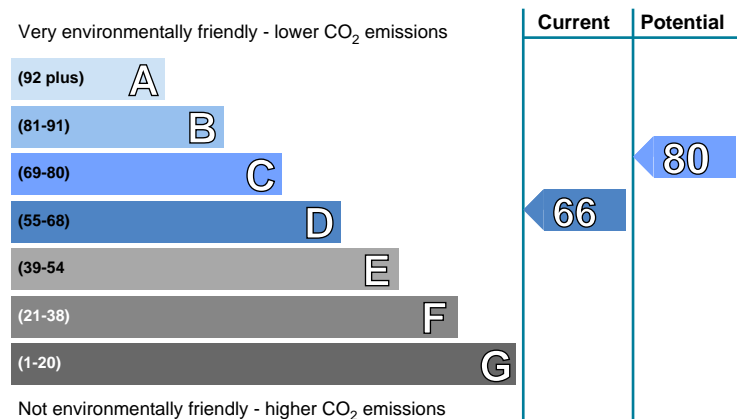 Very environmentally friendly - lower CO2 emissions
Current
Potential
(92 plus) A
(81-91) B
(69-80) C
80
(55-68) D
66
(39-54 E
(21-38) F
(1-20) G
Not environmentally friendly - higher CO2 emissions